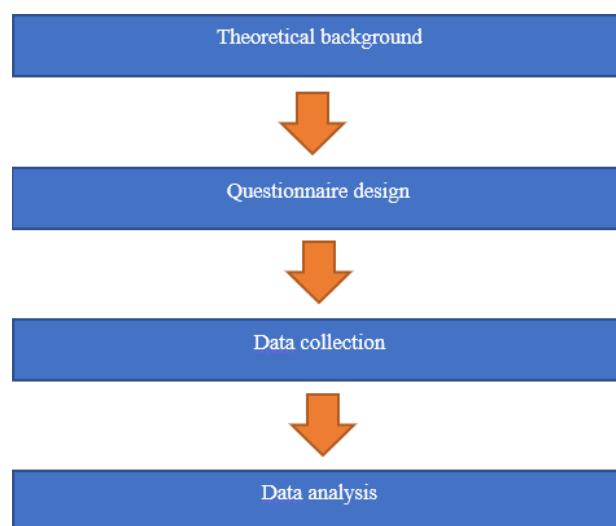 Theoretical background
Questionnaire design
Data collection
Data analysis